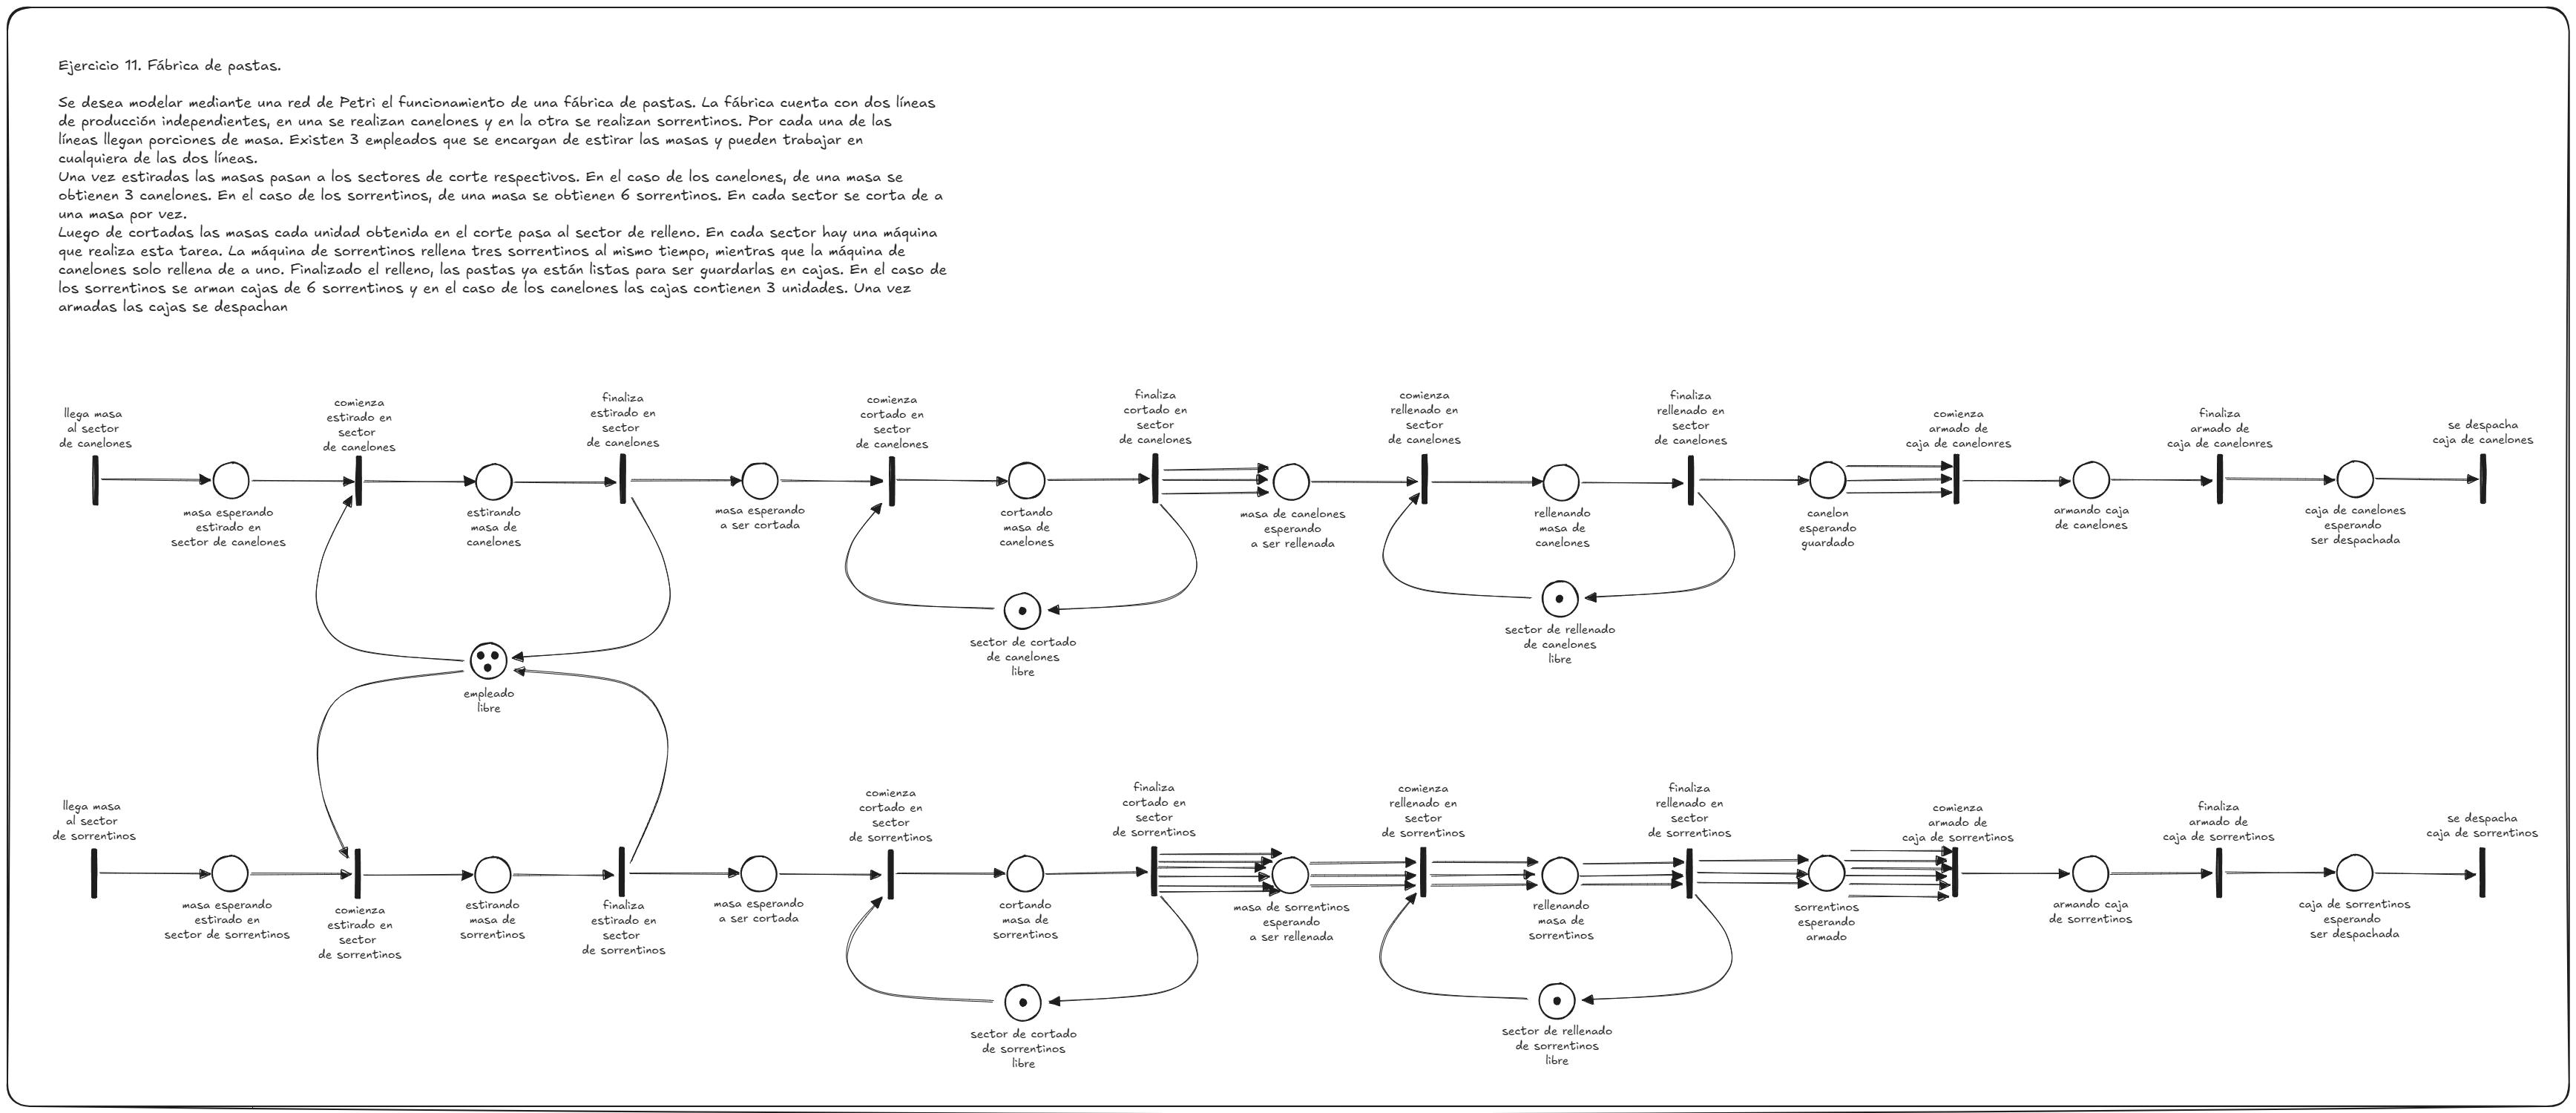 Ejercicio 11. Fábrica de pastas.
Se desea modelar mediante una red de Petri el funcionamiento de una fábrica de pastas. La fábrica cuenta con dos líneas
de producción independientes, en una se realizan canelones y en la otra se realizan sorrentinos. Por cada una de las
líneas llegan porciones de masa. Existen 3 empleados que se encargan de estirar las masas y pueden trabajar en
cualquiera de las dos líneas.
Una vez estiradas las masas pasan a los sectores de corte respectivos. En el caso de los canelones, de una masa se
obtienen 3 canelones. En el caso de los sorrentinos, de una masa se obtienen 6 sorrentinos. En cada sector se corta de a
una masa por vez.
Luego de cortadas las masas cada unidad obtenida en el corte pasa al sector de relleno. En cada sector hay una máquina
que realiza esta tarea. La máquina de sorrentinos rellena tres sorrentinos al mismo tiempo, mientras que la máquina de
canelones solo rellena de a uno. Finalizado el relleno, las pastas ya están listas para ser guardarlas en cajas. En el caso de
los sorrentinos se arman cajas de 6 sorrentinos y en el caso de los canelones las cajas contienen 3 unidades. Una vez
armadas las cajas se despachan
llega masa
al sector
de canelones
comienza
estirado en
sector
de canelones
finaliza
estirado en
sector
de canelones
comienza
cortado en
sector
de canelones
finaliza
cortado en
sector
de canelones
comienza
rellenado en
sector
de canelones
finaliza
rellenado en
sector
de canelones
comienza
armado de
caja de canelonres
finaliza
armado de
caja de canelonres
se despacha
caja de canelones
masa esperando
estirado en
sector de canelones
estirando
masa de
canelones
masa esperando
a ser cortada
cortando
masa de
canelones
masa de canelones
esperando
a ser rellenada
rellenando
masa de
canelones
canelon
esperando
guardado
armando caja
de canelones
caja de canelones
esperando
ser despachada
sector de cortado
de canelones
libre
sector de rellenado
de canelones
libre
empleado
libre
llega masa
al sector
de sorrentinos
comienza
cortado en
sector
de sorrentinos
finaliza
cortado en
sector
de sorrentinos
comienza
rellenado en
sector
de sorrentinos
finaliza
rellenado en
sector
de sorrentinos
comienza
armado de
caja de sorrentinos
finaliza
armado de
caja de sorrentinos
se despacha
caja de sorrentinos
masa esperando
estirado en
sector de sorrentinos
comienza
estirado en
sector
de sorrentinos
estirando
masa de
sorrentinos
finaliza
estirado en
sector
de sorrentinos
masa esperando
a ser cortada
cortando
masa de
sorrentinos
masa de sorrentinos
esperando
a ser rellenada
rellenando
masa de
sorrentinos
sorrentinos
esperando
armado
armando caja
de sorrentinos
caja de sorrentinos
esperando
ser despachada
sector de cortado
de sorrentinos
libre
sector de rellenado
de sorrentinos
libre